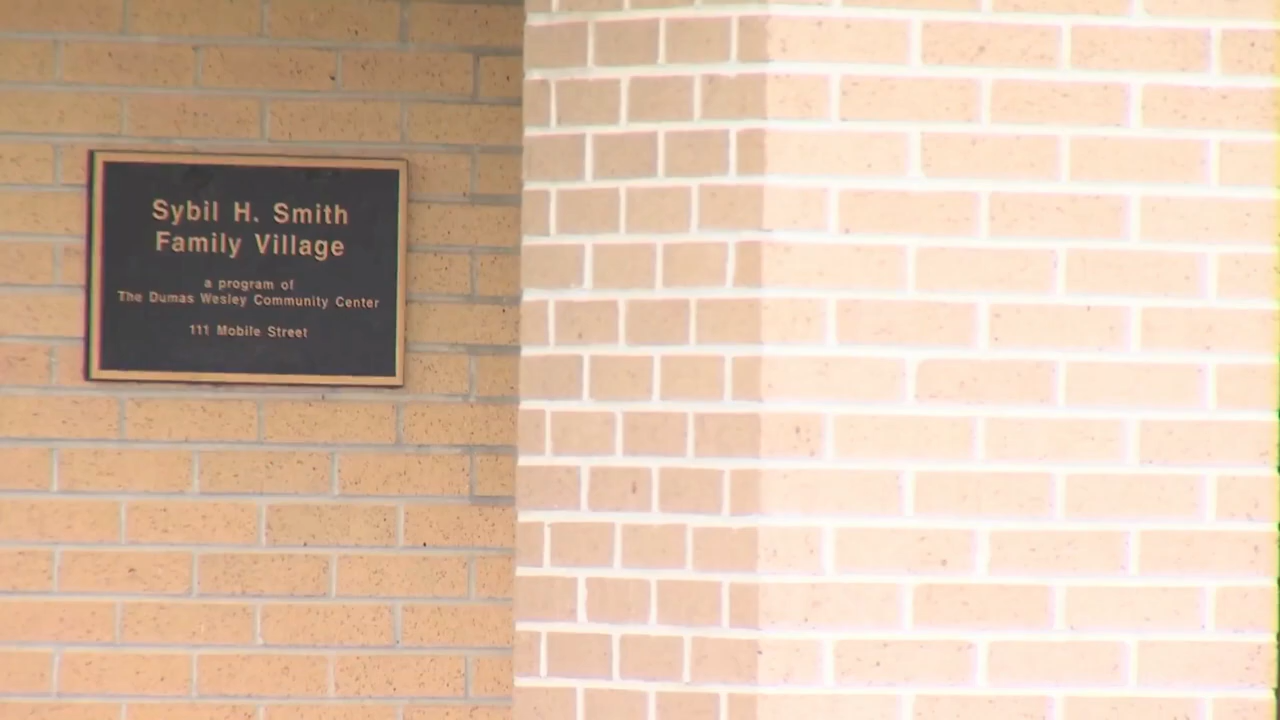 Sybil H. Smith
Family Village
a program of
The Dumas Wesley Community Center
111 Mobile Street